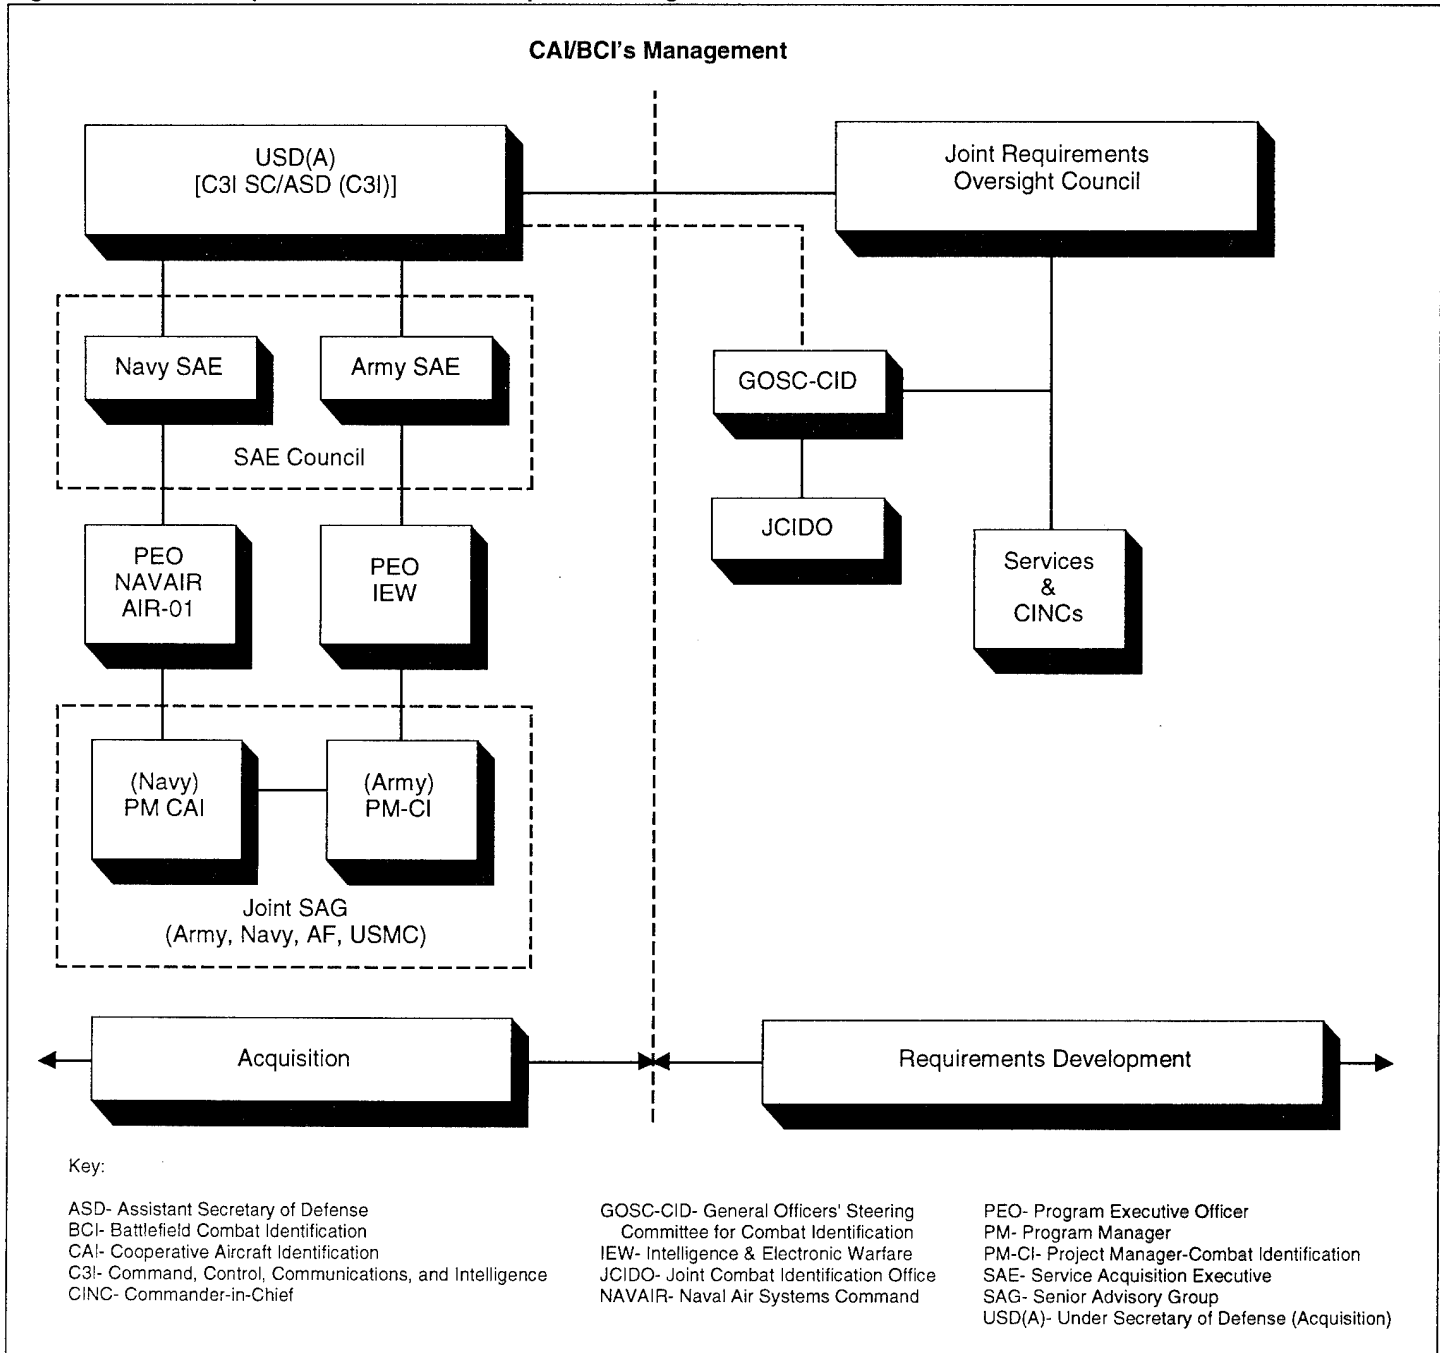 CAI/BCI's Management
USD(A)
[C3I SC/ASD (C3I)]
Joint Requirements
Oversight Council
Navy SAE
Army SAE
SAE Council
GOSC-CID
JCIDO
PEO
NAVAIR
AIR-01
PEO
IEW
Services
&
CINCs
(Navy)
PM CAI
(Army)
PM-CI
Joint SAG
(Army, Navy, AF, USMC)
Acquisition
Requirements Development
Key:
ASD- Assistant Secretary of Defense
BCI- Battlefield Combat Identification
CAI- Cooperative Aircraft Identification
C3I- Command, Control, Communications, and Intelligence
CINC- Commander-in-Chief
GOSC-CID- General Officers' Steering
Committee for Combat Identification
IEW- Intelligence & Electronic Warfare
JCIDO- Joint Combat Identification Office
NAVAIR- Naval Air Systems Command
PEO- Program Executive Officer
PM- Program Manager
PM-CI- Project Manager-Combat Identification
SAE- Service Acquisition Executive
SAG- Senior Advisory Group
USD(A)- Under Secretary of Defense (Acquisition)